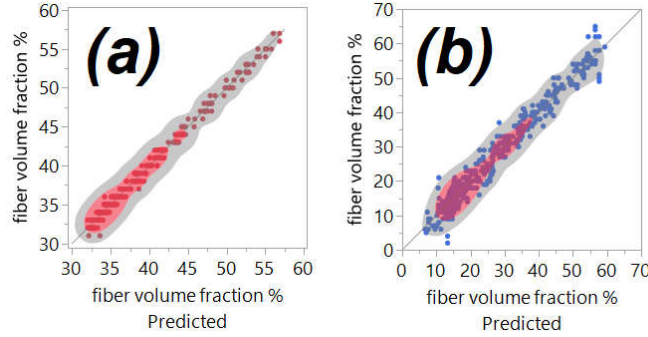 (a)
fiber volume fraction %
60
55
50
45
40
35
30
30 35 40 45 50 55 60
fiber volume fraction %
Predicted
(b)
fiber volume fraction %
70
60
50
40
30
20
10
0
0 10 20 30 40 50 60 70
fiber volume fraction %
Predicted